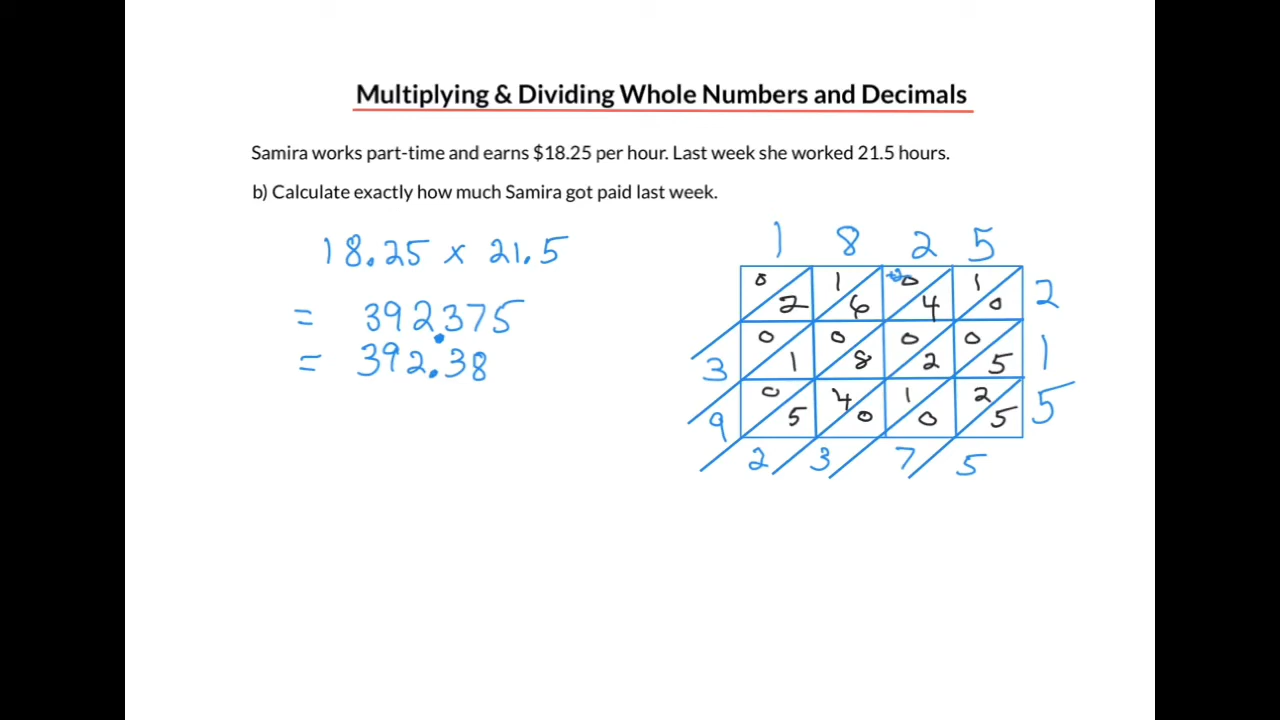 Multiplying & Dividing Whole Numbers and Decimals
Samira works part-time and earns $18.25 per hour. Last week she worked 21.5 hours.
b) Calculate exactly how much Samira got paid last week.
18.25 x 21.5
= 392.375
= 392.38
1 8 2 5
0 1 0 1
2 6 4 0 2
0 0 0 0
3 1 8 2 5 1
0 4 1 2
9 5 0 0 5 5
2 3 7 5